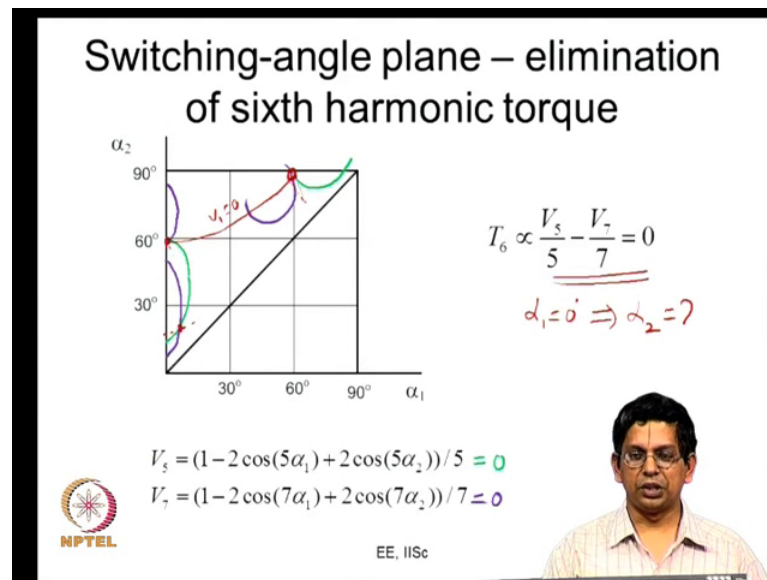 Switching-angle plane – elimination
of sixth harmonic torque
α₂
90°
60°
30°
V₁=0
30° 60° 90° α₁
T₆ ∝ V₅/5 − V₇/7 = 0
α₁=0° ⇒ α₂=?
V₅ = (1−2cos(5α₁)+2cos(5α₂))/5 = 0
V₇ = (1−2cos(7α₁)+2cos(7α₂))/7 = 0
NPTEL
EE, IISc